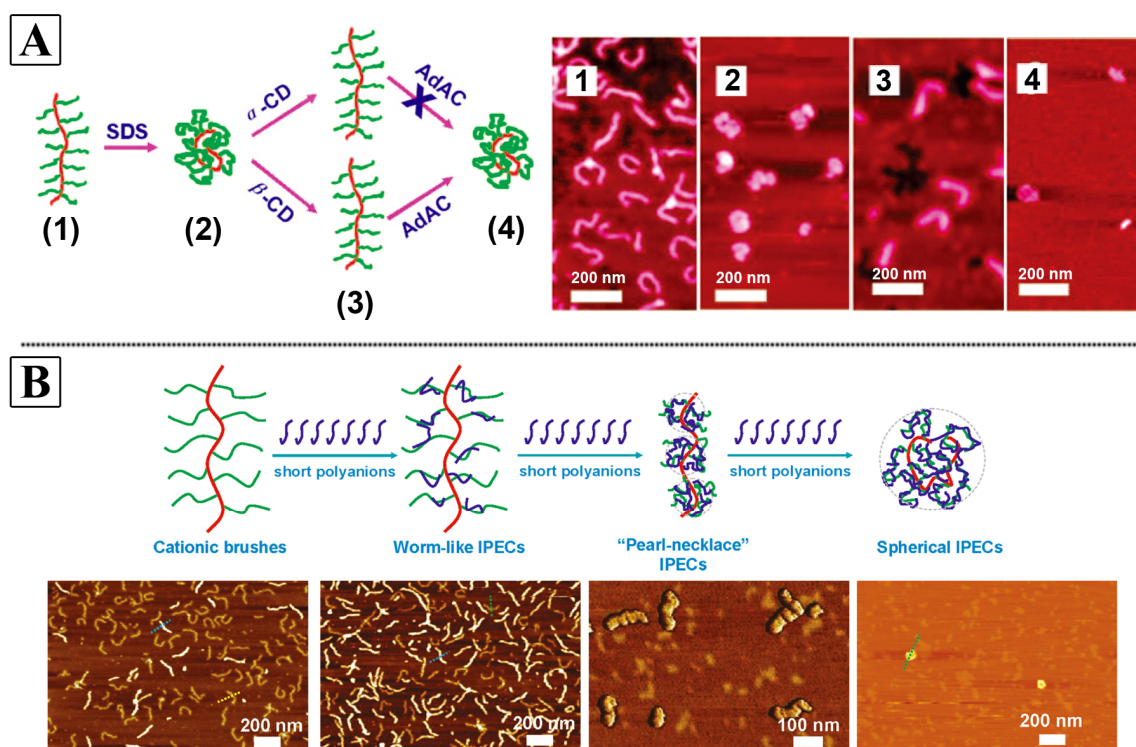 A
SDS
α-CD
β-CD
AdAC
X
AdAC
(1)
(2)
(3)
(4)
1
2
3
4
200 nm
200 nm
200 nm
200 nm
B
short polyanions
short polyanions
short polyanions
Cationic brushes
Worm-like IPECs
“Pearl-necklace”
IPECs
Spherical IPECs
200 nm
200 nm
100 nm
200 nm